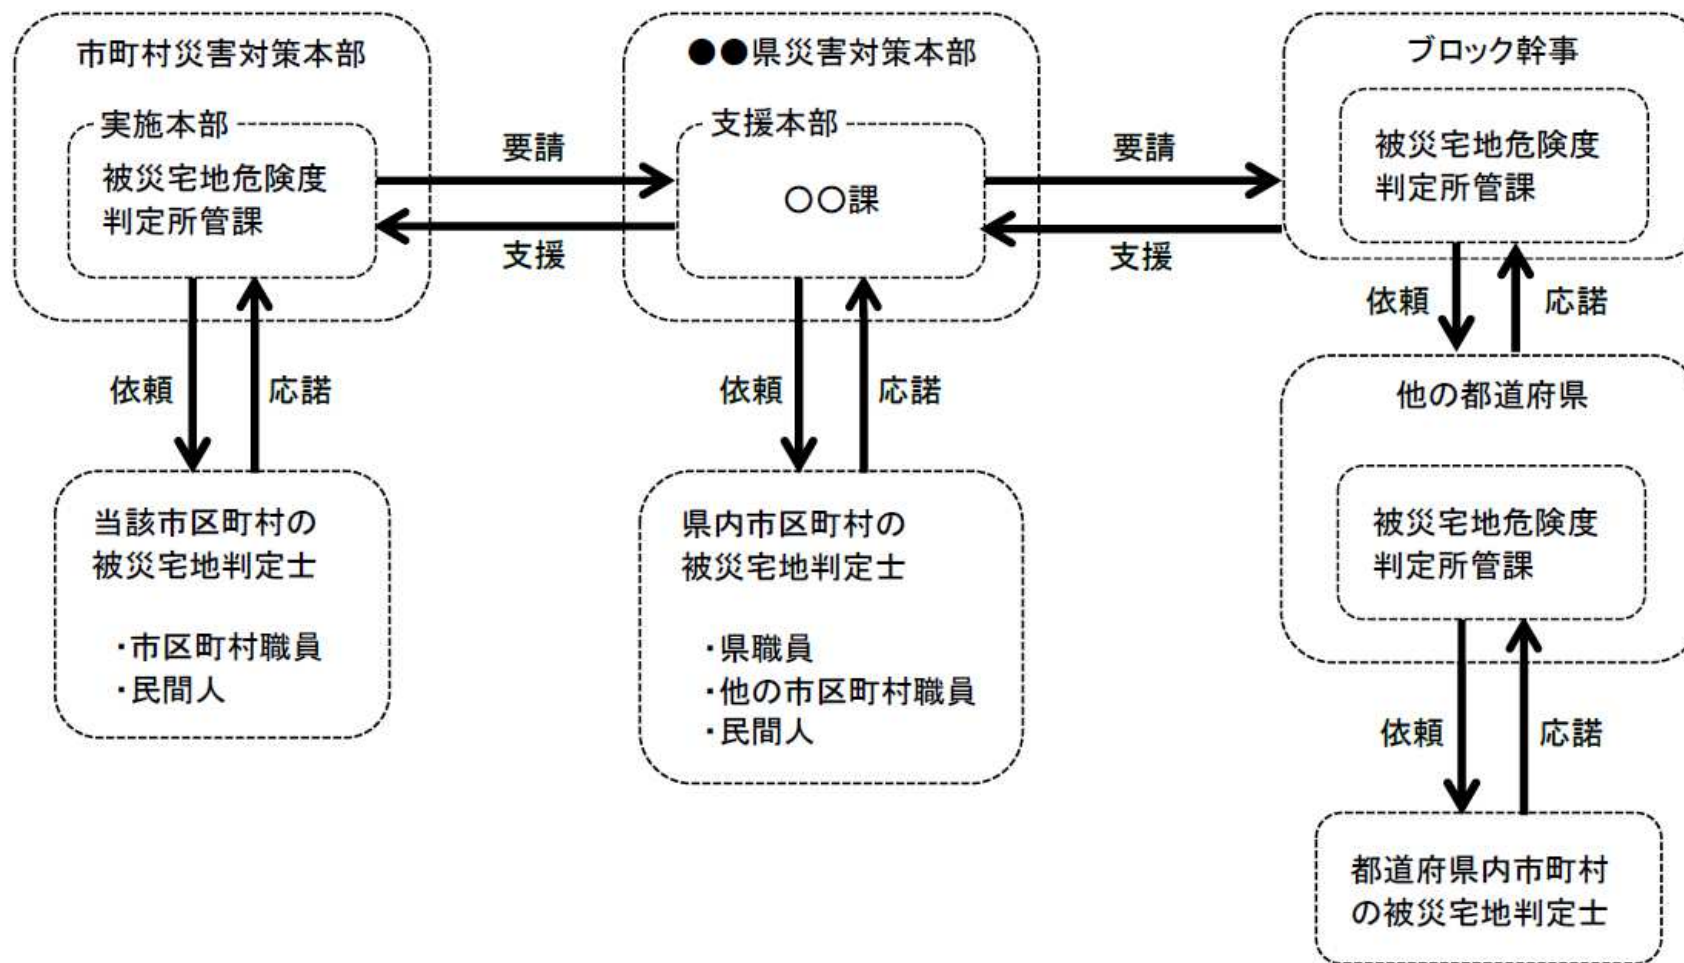 市町村災害対策本部
実施本部
被災宅地危険度
判定所管課
要請
支援
依頼
応諾
当該市区町村の
被災宅地判定士
・市区町村職員
・民間人
●●県災害対策本部
支援本部
〇〇課
要請
支援
依頼
応諾
県内市区町村の
被災宅地判定士
・県職員
・他の市区町村職員
・民間人
ブロック幹事
被災宅地危険度
判定所管課
依頼
応諾
他の都道府県
被災宅地危険度
判定所管課
依頼
応諾
都道府県内市町村
の被災宅地判定士